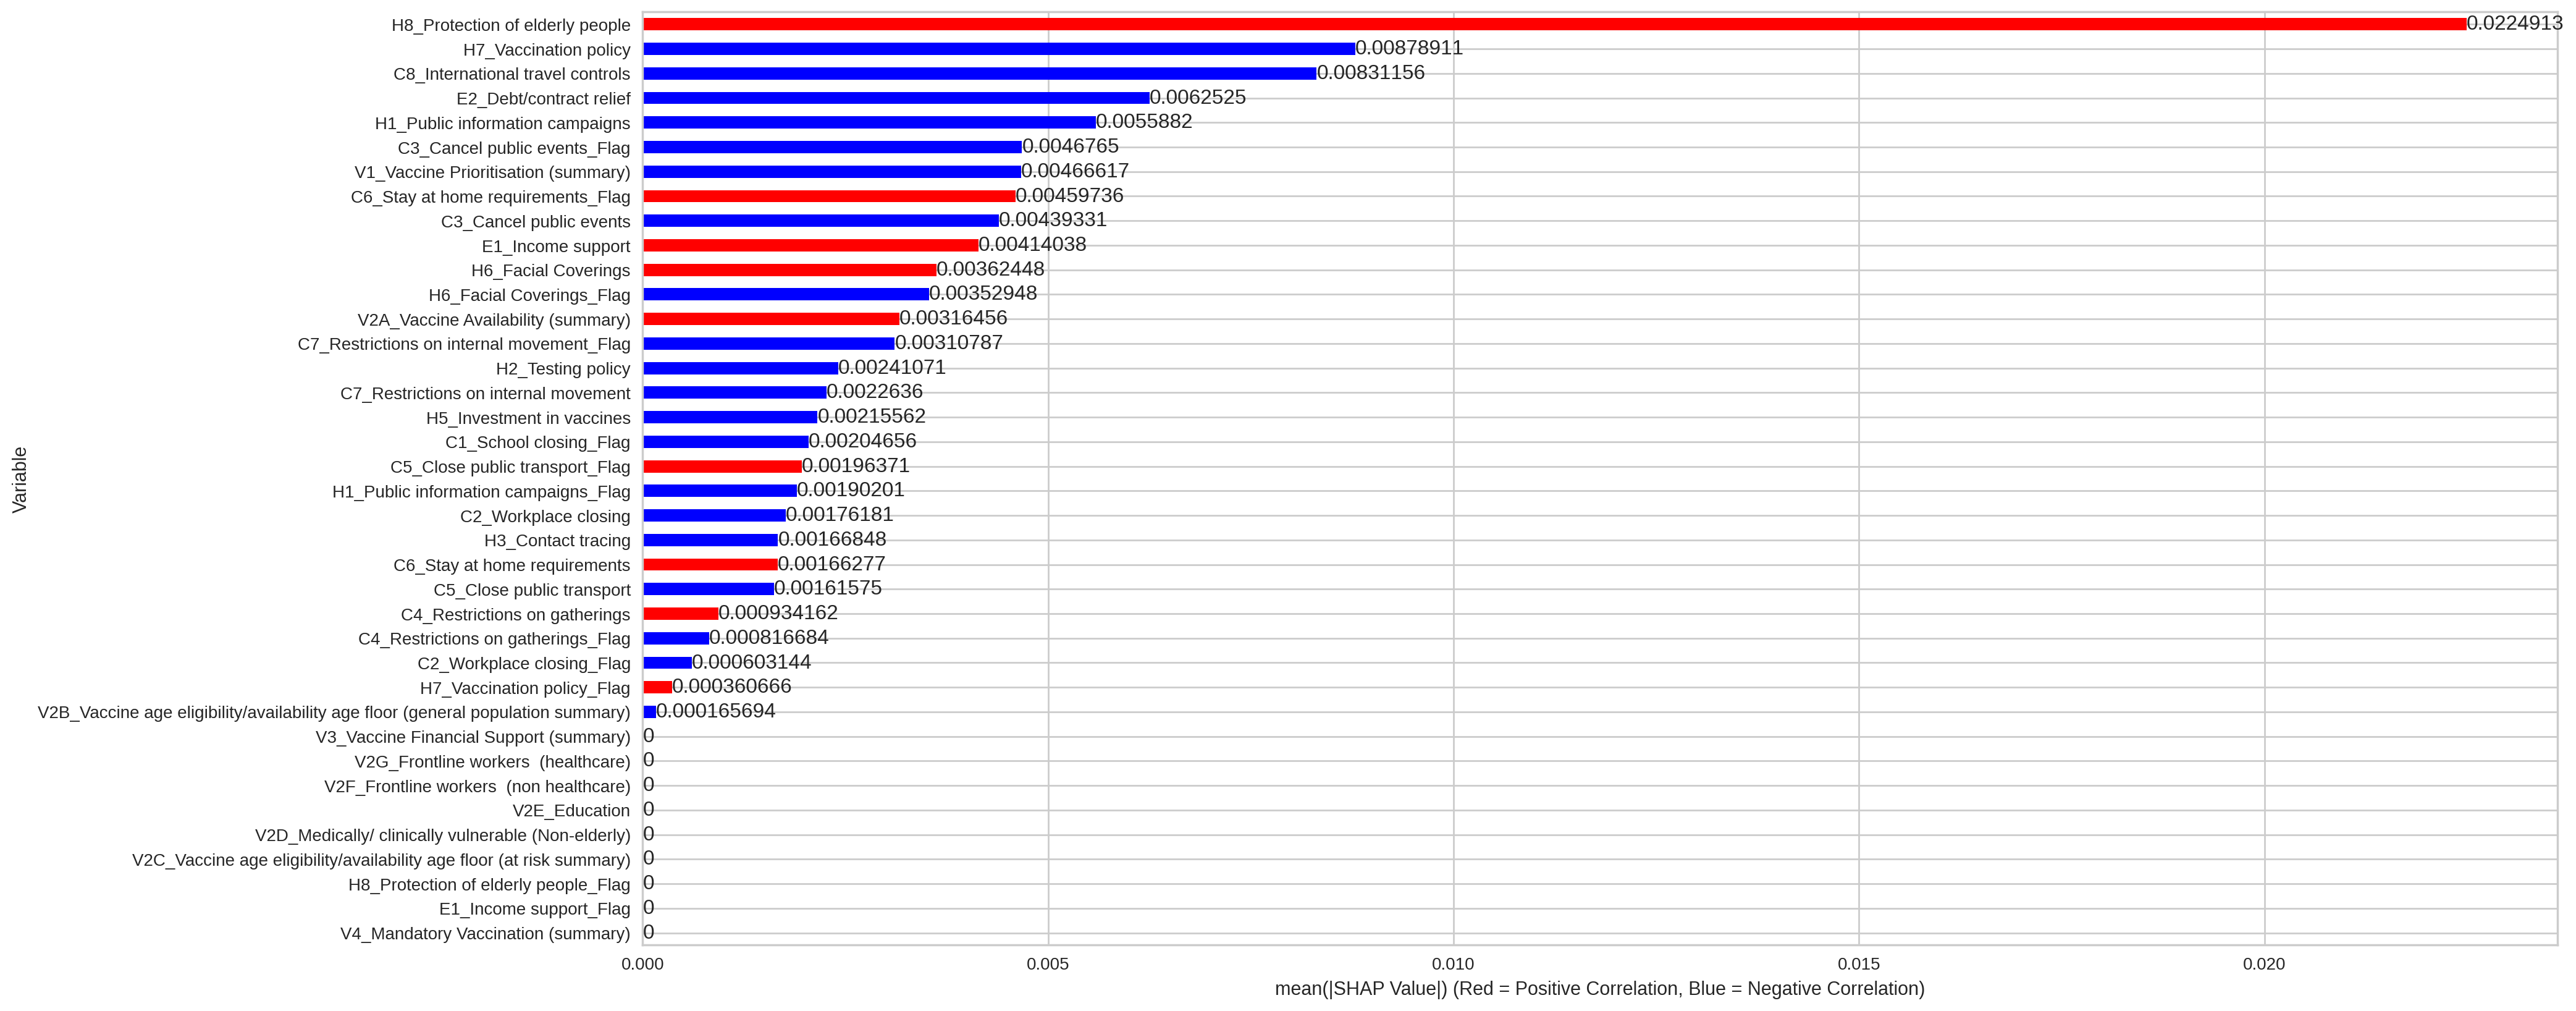 H8_Protection of elderly people 0.0224913
H7_Vaccination policy 0.00878911
C8_International travel controls 0.00831156
E2_Debt/contract relief 0.0062525
H1_Public information campaigns 0.0055882
C3_Cancel public events_Flag 0.0046765
V1_Vaccine Prioritisation (summary) 0.00466617
C6_Stay at home requirements_Flag 0.00459736
C3_Cancel public events 0.00439331
E1_Income support 0.00414038
H6_Facial Coverings 0.00362448
H6_Facial Coverings_Flag 0.00352948
V2A_Vaccine Availability (summary) 0.00316456
C7_Restrictions on internal movement_Flag 0.00310787
H2_Testing policy 0.00241071
C7_Restrictions on internal movement 0.0022636
H5_Investment in vaccines 0.00215562
C1_School closing_Flag 0.00204656
C5_Close public transport_Flag 0.00196371
H1_Public information campaigns_Flag 0.00190201
C2_Workplace closing 0.00176181
H3_Contact tracing 0.00166848
C6_Stay at home requirements 0.00166277
C5_Close public transport 0.00161575
C4_Restrictions on gatherings 0.000934162
C4_Restrictions on gatherings_Flag 0.000816684
C2_Workplace closing_Flag 0.000603144
H7_Vaccination policy_Flag 0.000360666
V2B_Vaccine age eligibility/availability age floor (general population summary) 0.000165694
V3_Vaccine Financial Support (summary) 0
V2G_Frontline workers  (healthcare) 0
V2F_Frontline workers  (non healthcare) 0
V2E_Education 0
V2D_Medically/ clinically vulnerable (Non-elderly) 0
V2C_Vaccine age eligibility/availability age floor (at risk summary) 0
H8_Protection of elderly people_Flag 0
E1_Income support_Flag 0
V4_Mandatory Vaccination (summary) 0
Variable
0.000 0.005 0.010 0.015 0.020
mean(|SHAP Value|) (Red = Positive Correlation, Blue = Negative Correlation)